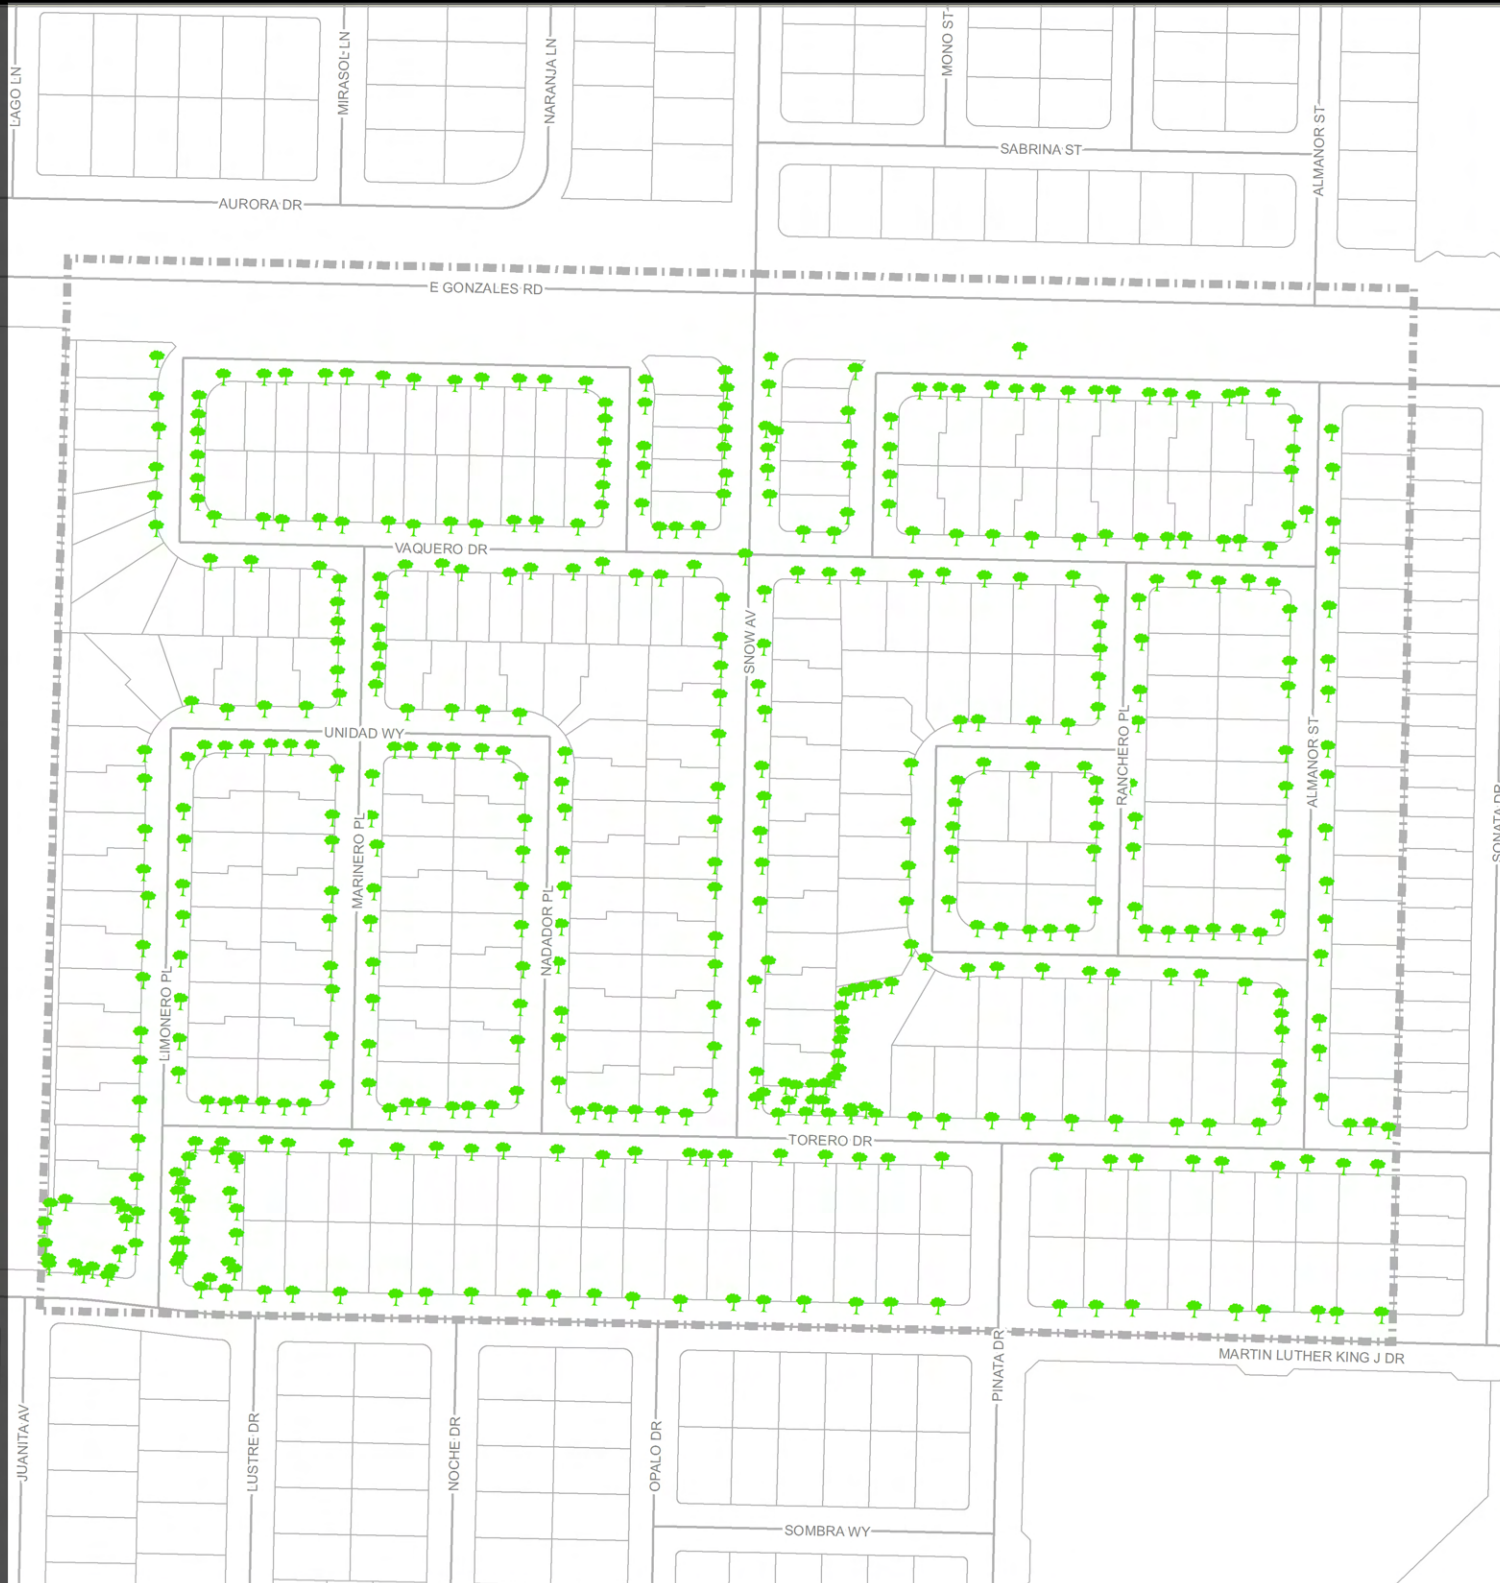 LAGO LN
MIRASOL LN
NARANJA LN
MONO ST
ALMANOR ST
SABRINA ST
AURORA DR
E GONZALES RD
VAQUERO DR
SNOW AV
UNIDAD WY
RANCHERO PL
ALMANOR ST
SONATA DR
MARINERO PL
NADADOR PL
LIMONERO PL
TORERO DR
PINATA DR
MARTIN LUTHER KING J DR
JUANITA AV
LUSTRE DR
NOCHE DR
OPALO DR
SOMBRA WY